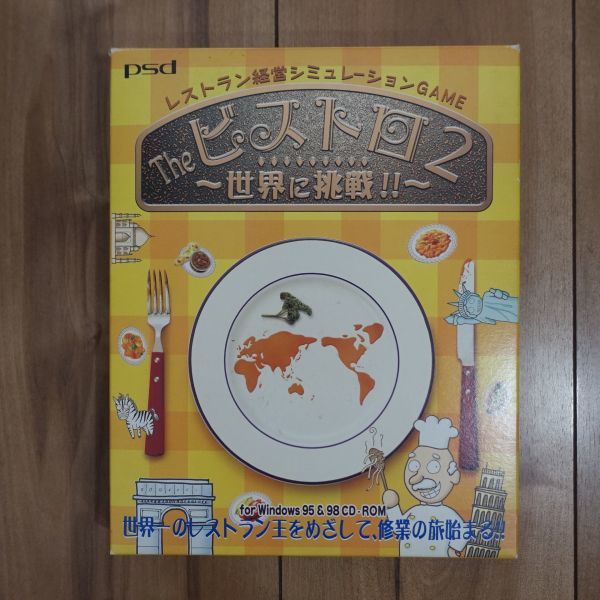 psd
レストラン経営シミュレーションGAME
The ビストロ2
～世界に挑戦!!～
for Windows 95 & 98 CD-ROM
世界一のレストラン王をめざして、修業の旅始まる!!